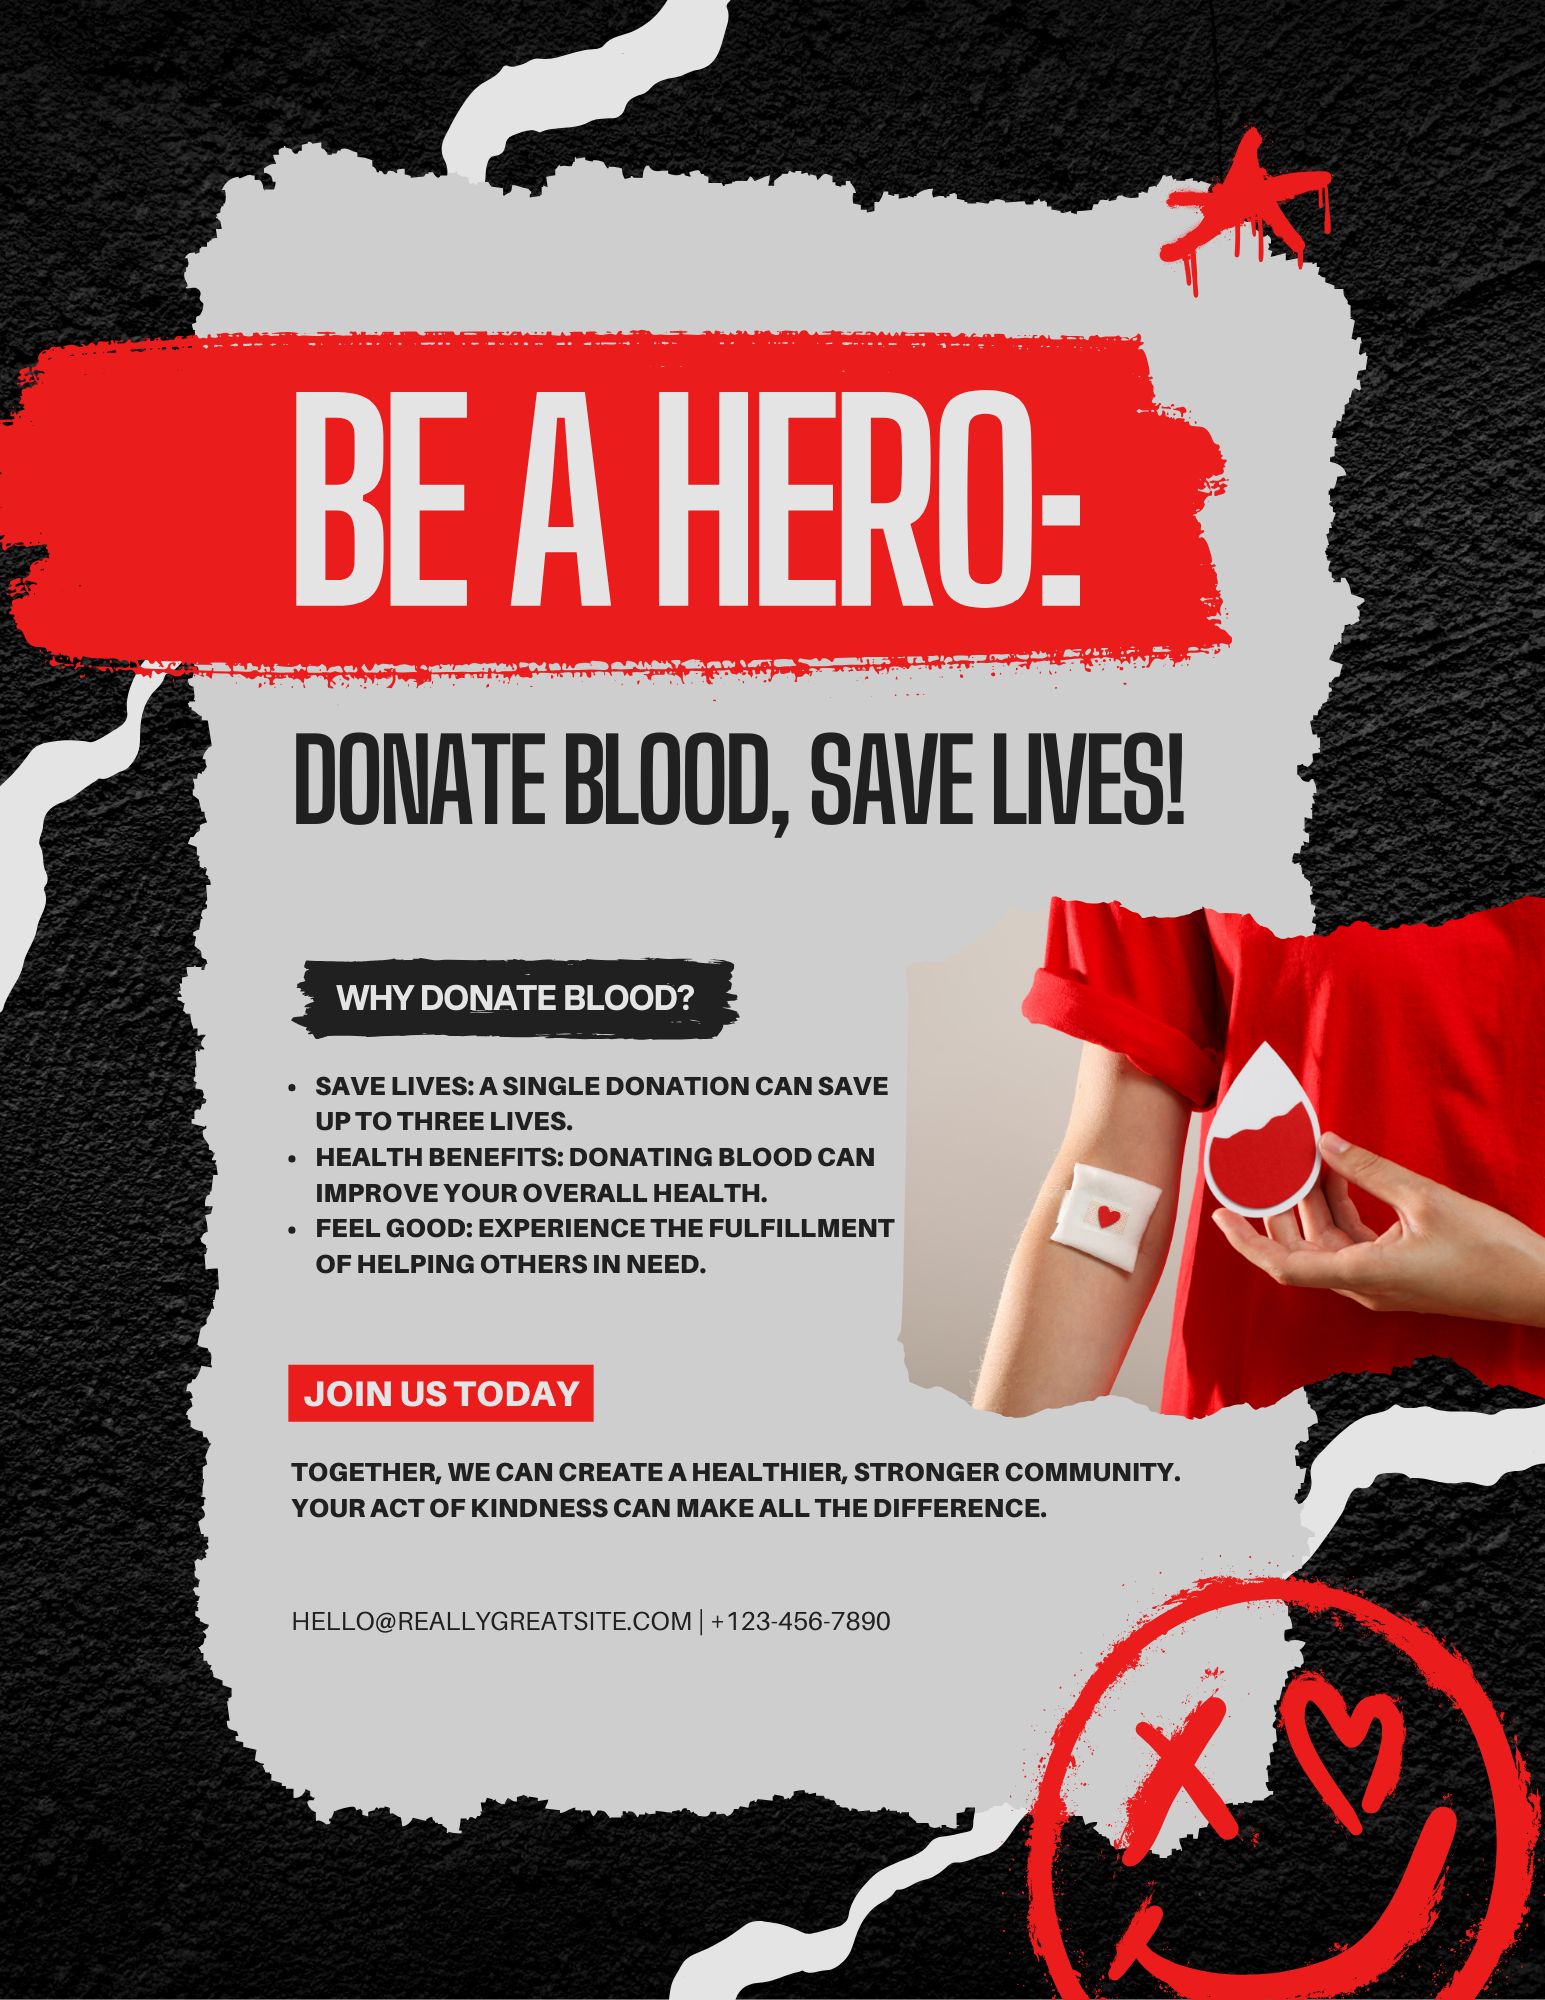 BE A HERO:
DONATE BLOOD, SAVE LIVES!
WHY DONATE BLOOD?
• SAVE LIVES: A SINGLE DONATION CAN SAVE
UP TO THREE LIVES.
• HEALTH BENEFITS: DONATING BLOOD CAN
IMPROVE YOUR OVERALL HEALTH.
• FEEL GOOD: EXPERIENCE THE FULFILLMENT
OF HELPING OTHERS IN NEED.
JOIN US TODAY
TOGETHER, WE CAN CREATE A HEALTHIER, STRONGER COMMUNITY.
YOUR ACT OF KINDNESS CAN MAKE ALL THE DIFFERENCE.
HELLO@REALLYGREATSITE.COM | +123-456-7890